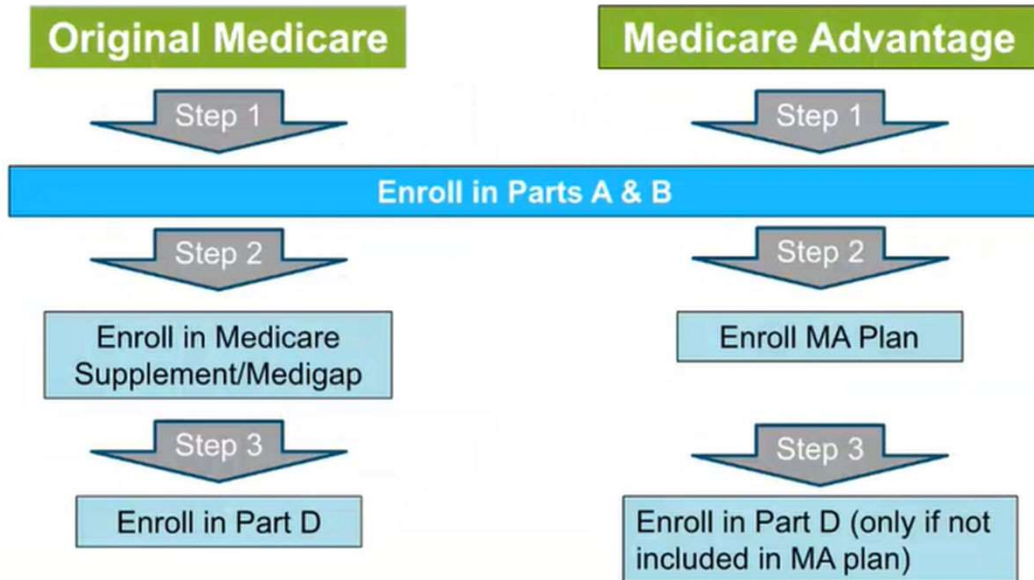 Original Medicare
Medicare Advantage
Step 1
Step 1
Enroll in Parts A & B
Step 2
Step 2
Enroll in Medicare
Supplement/Medigap
Enroll MA Plan
Step 3
Step 3
Enroll in Part D
Enroll in Part D (only if not
included in MA plan)